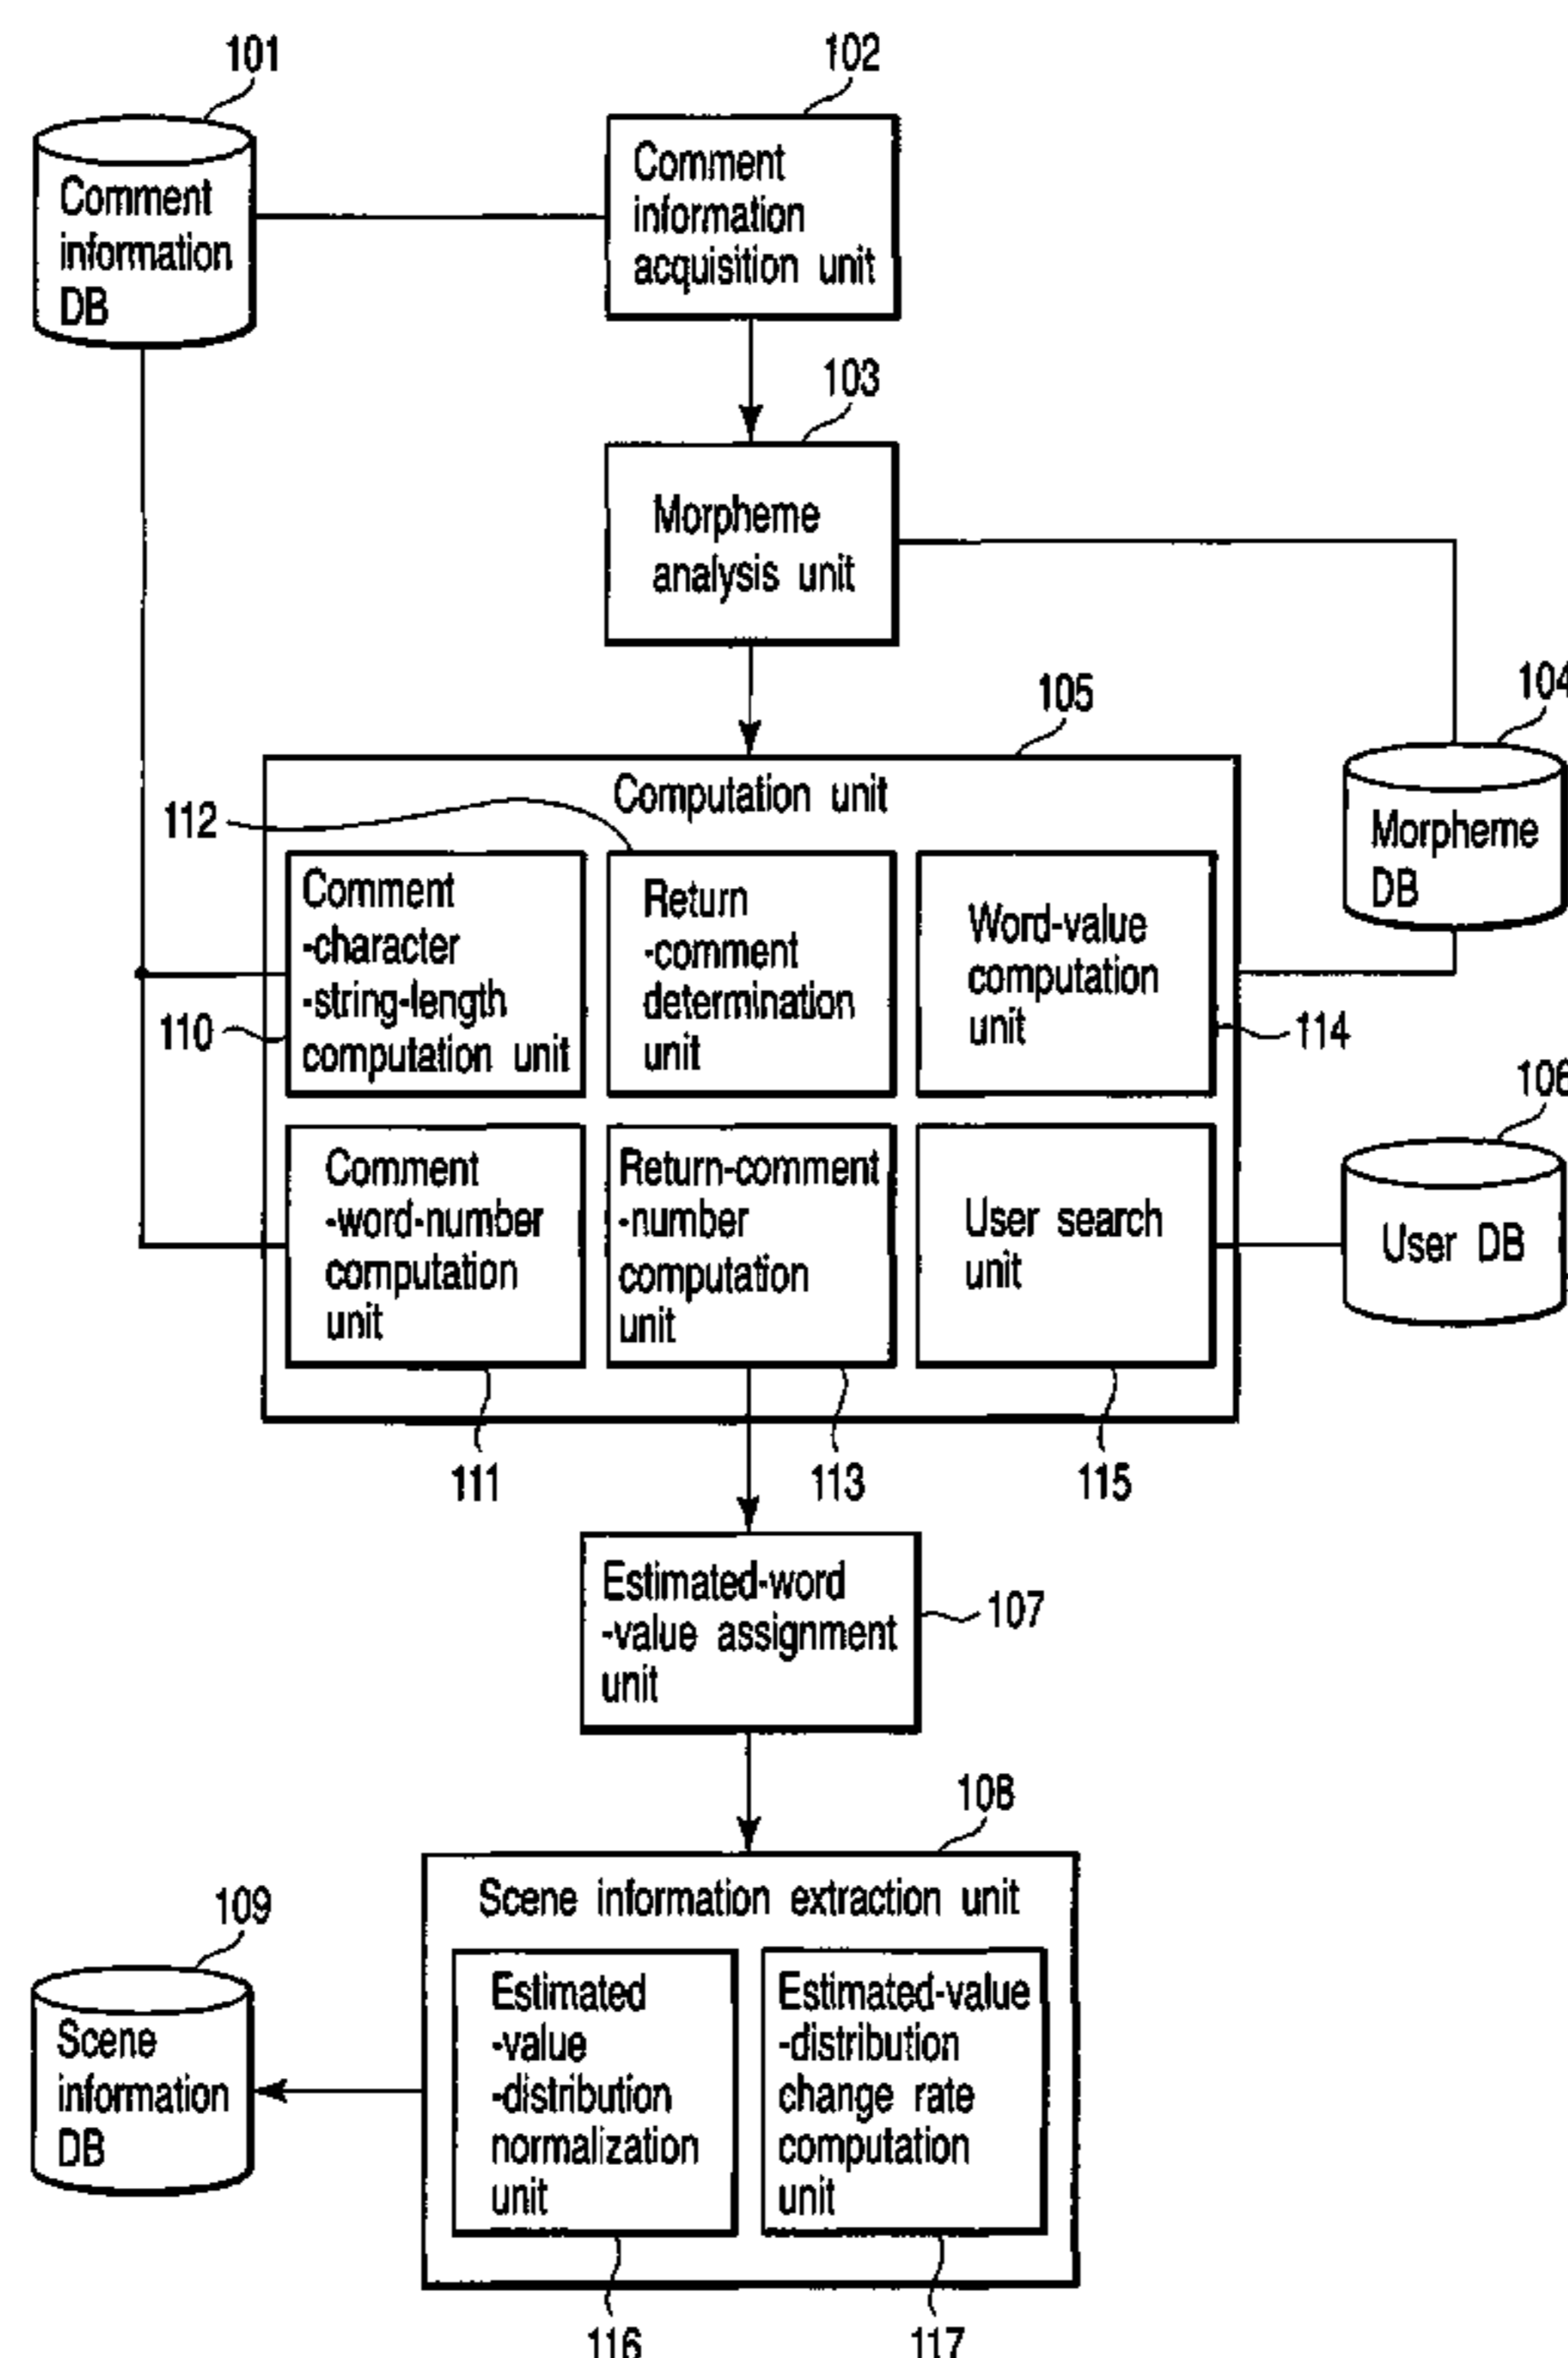 101
102
Comment
information
DB
Comment
information
acquisition unit
103
Morpheme
analysis unit
104
105
Computation unit
112
Morpheme
DB
Comment
-character
-string-length
computation unit
Return
-comment
determination
unit
Word-value
computation
unit
110
114
106
Comment
-word-number
computation
unit
Return-comment
-number
computation
unit
User search
unit
User DB
111
113
115
Estimated-word
-value assignment
unit
107
108
Scene information extraction unit
109
Scene
information
DB
Estimated
-value
-distribution
normalization
unit
Estimated-value
-distribution
change rate
computation
unit
116
117